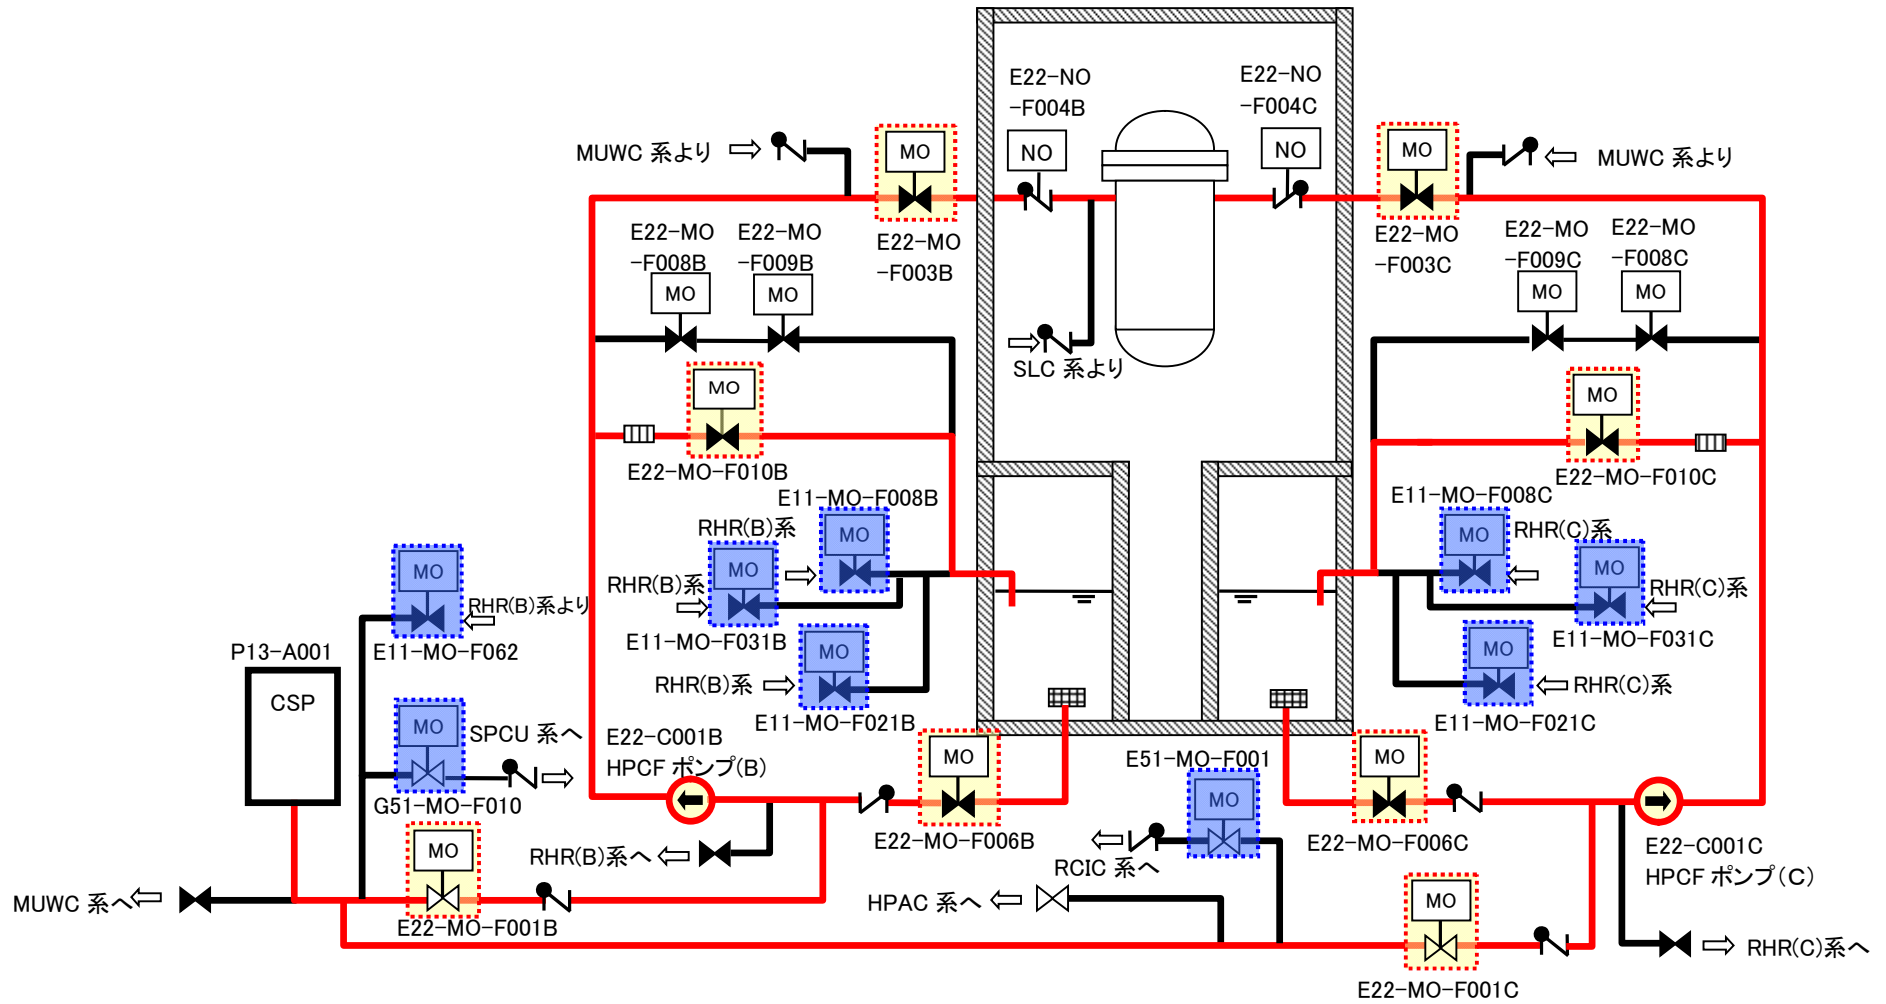 E22-NO
-F004B
NO
E22-NO
-F004C
NO
MUWC 系より
MO
E22-MO
-F003B
MO
E22-MO
-F003C
MUWC 系より
E22-MO
-F008B
MO
E22-MO
-F009B
MO
E22-MO
-F009C
MO
E22-MO
-F008C
MO
SLC 系より
MO
E22-MO-F010B
MO
E22-MO-F010C
E11-MO-F008B
RHR(B)系
MO
RHR(B)系
MO
E11-MO-F031B
RHR(B)系
MO
E11-MO-F021B
E11-MO-F008C
MO
RHR(C)系
MO
RHR(C)系
E11-MO-F031C
MO
RHR(C)系
E11-MO-F021C
MO
RHR(B)系より
E11-MO-F062
P13-A001
CSP
MO
SPCU 系へ
G51-MO-F010
E22-C001B
HPCF ポンプ(B)
MO
E22-MO-F006B
E51-MO-F001
MO
RCIC 系へ
MO
E22-MO-F006C
E22-C001C
HPCF ポンプ(C)
RHR(B)系へ
MO
E22-MO-F001B
MUWC 系へ
HPAC 系へ
MO
E22-MO-F001C
RHR(C)系へ